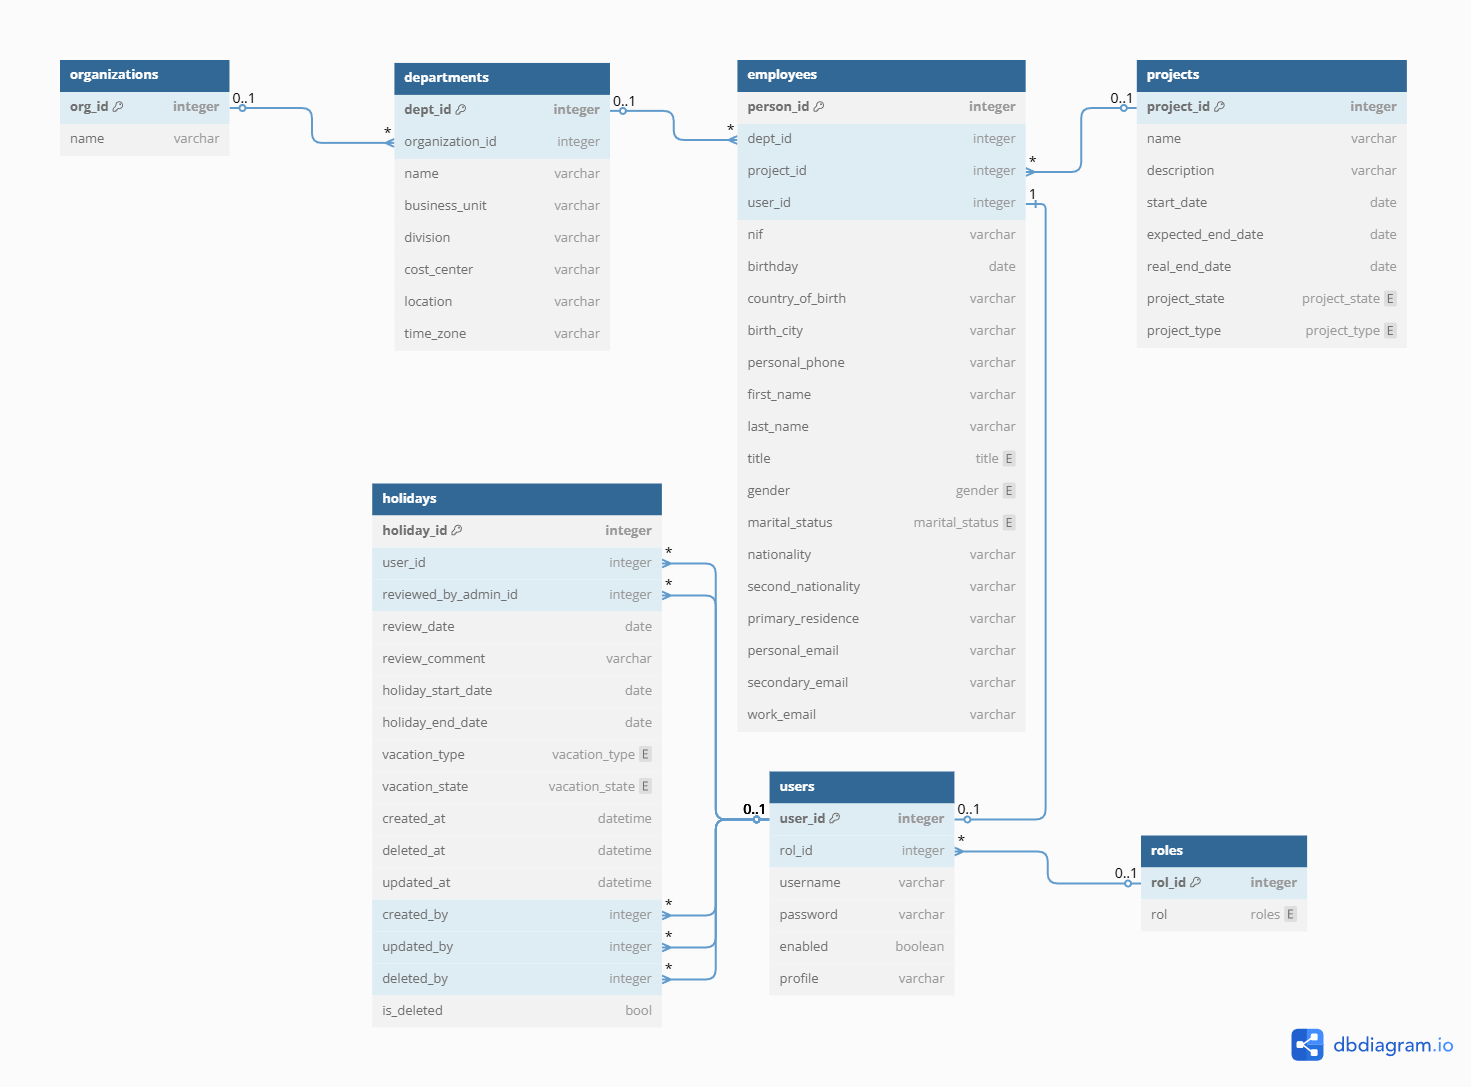 organizations
org_id integer
name varchar
0..1
*
departments
dept_id integer
organization_id integer
name varchar
business_unit varchar
division varchar
cost_center varchar
location varchar
time_zone varchar
0..1
*
employees
person_id integer
dept_id integer
project_id integer
user_id integer
nif varchar
birthday date
country_of_birth varchar
birth_city varchar
personal_phone varchar
first_name varchar
last_name varchar
title title E
gender gender E
marital_status marital_status E
nationality varchar
second_nationality varchar
primary_residence varchar
personal_email varchar
secondary_email varchar
work_email varchar
*
1
0..1
projects
project_id integer
name varchar
description varchar
start_date date
expected_end_date date
real_end_date date
project_state project_state E
project_type project_type E
holidays
holiday_id integer
user_id integer
reviewed_by_admin_id integer
review_date date
review_comment varchar
holiday_start_date date
holiday_end_date date
vacation_type vacation_type E
vacation_state vacation_state E
created_at datetime
deleted_at datetime
updated_at datetime
created_by integer
updated_by integer
deleted_by integer
is_deleted bool
*
*
*
*
*
0..1
users
user_id integer
rol_id integer
username varchar
password varchar
enabled boolean
profile varchar
0..1
*
0..1
roles
rol_id integer
rol roles E
dbdiagram.io